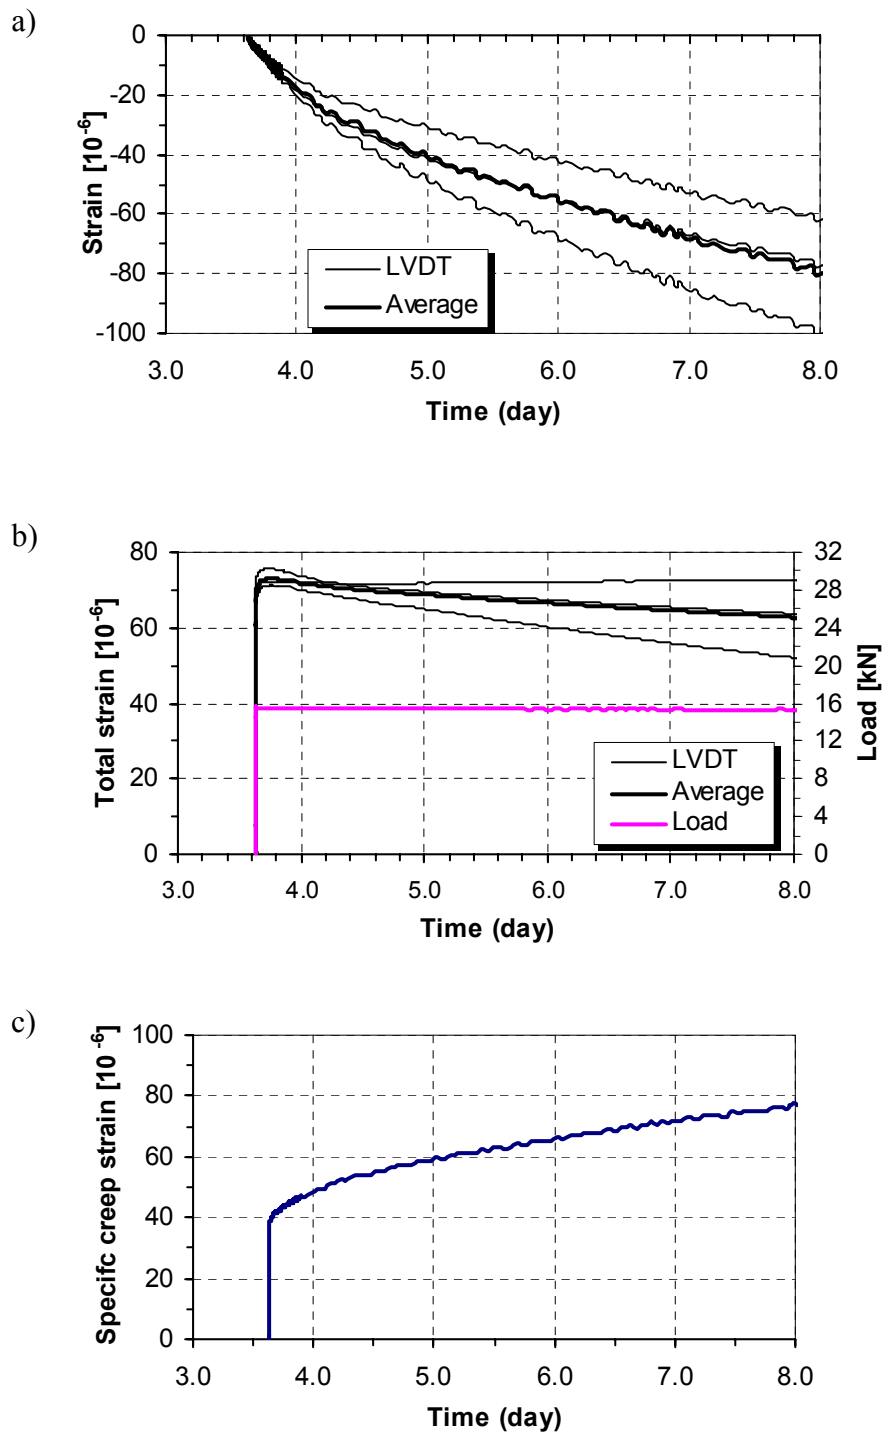 a)
Strain [10-6]
0
-20
-40
-60
-80
-100
LVDT
Average
3.0 4.0 5.0 6.0 7.0 8.0
Time (day)
b)
Total strain [10-6]
80
60
40
20
0
32
28
24
20
16
12
8
4
0
Load [kN]
LVDT
Average
Load
3.0 4.0 5.0 6.0 7.0 8.0
Time (day)
c)
Specifc creep strain [10-6]
100
80
60
40
20
0
3.0 4.0 5.0 6.0 7.0 8.0
Time (day)